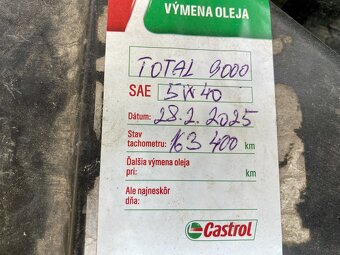 VÝMENA OLEJA
TOTAL 9000
SAE 5W40
Dátum: 28.2.2025
Stav
tachometru: 163 400 km
Ďalšia výmena oleja
pri: km
Ale najneskôr
dňa:
Castrol